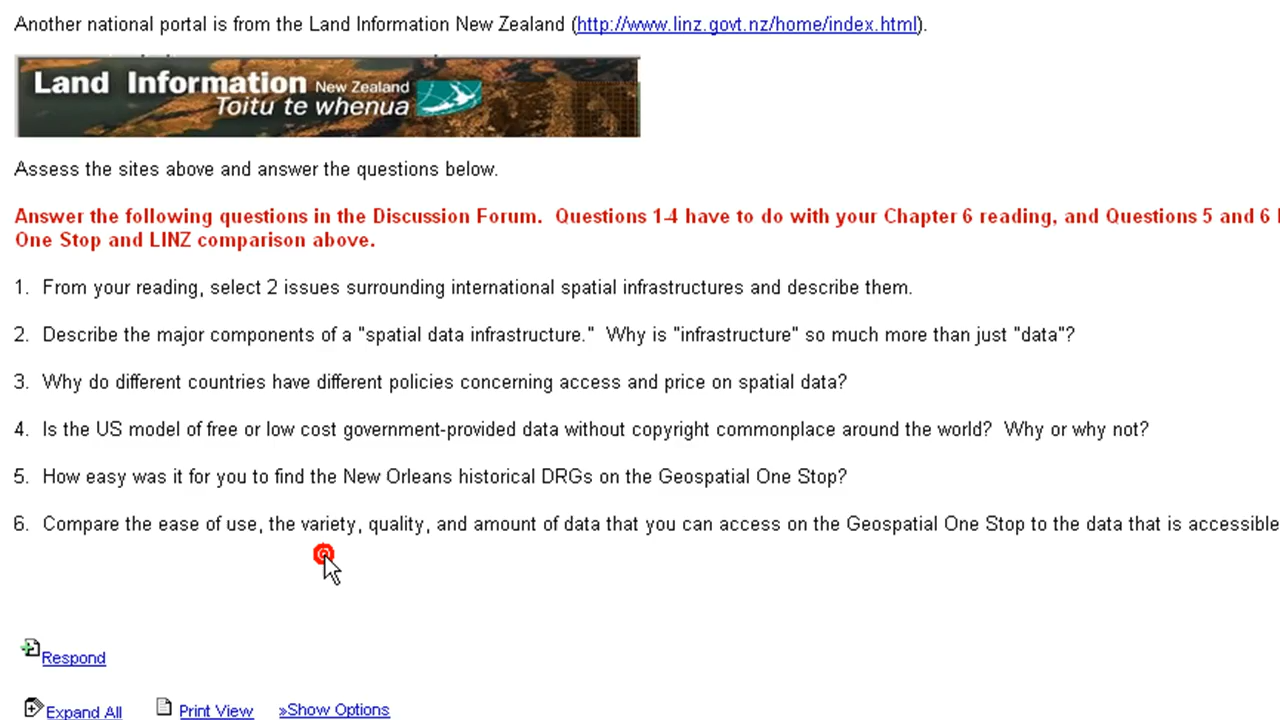 Another national portal is from the Land Information New Zealand (http://www.linz.govt.nz/home/index.html).
Land Information New Zealand
Toitu te whenua
Assess the sites above and answer the questions below.
Answer the following questions in the Discussion Forum.  Questions 1-4 have to do with your Chapter 6 reading, and Questions 5 and 6
One Stop and LINZ comparison above.
1.  From your reading, select 2 issues surrounding international spatial infrastructures and describe them.
2.  Describe the major components of a "spatial data infrastructure."  Why is "infrastructure" so much more than just "data"?
3.  Why do different countries have different policies concerning access and price on spatial data?
4.  Is the US model of free or low cost government-provided data without copyright commonplace around the world?  Why or why not?
5.  How easy was it for you to find the New Orleans historical DRGs on the Geospatial One Stop?
6.  Compare the ease of use, the variety, quality, and amount of data that you can access on the Geospatial One Stop to the data that is accessible
Respond
Expand All Print View »Show Options